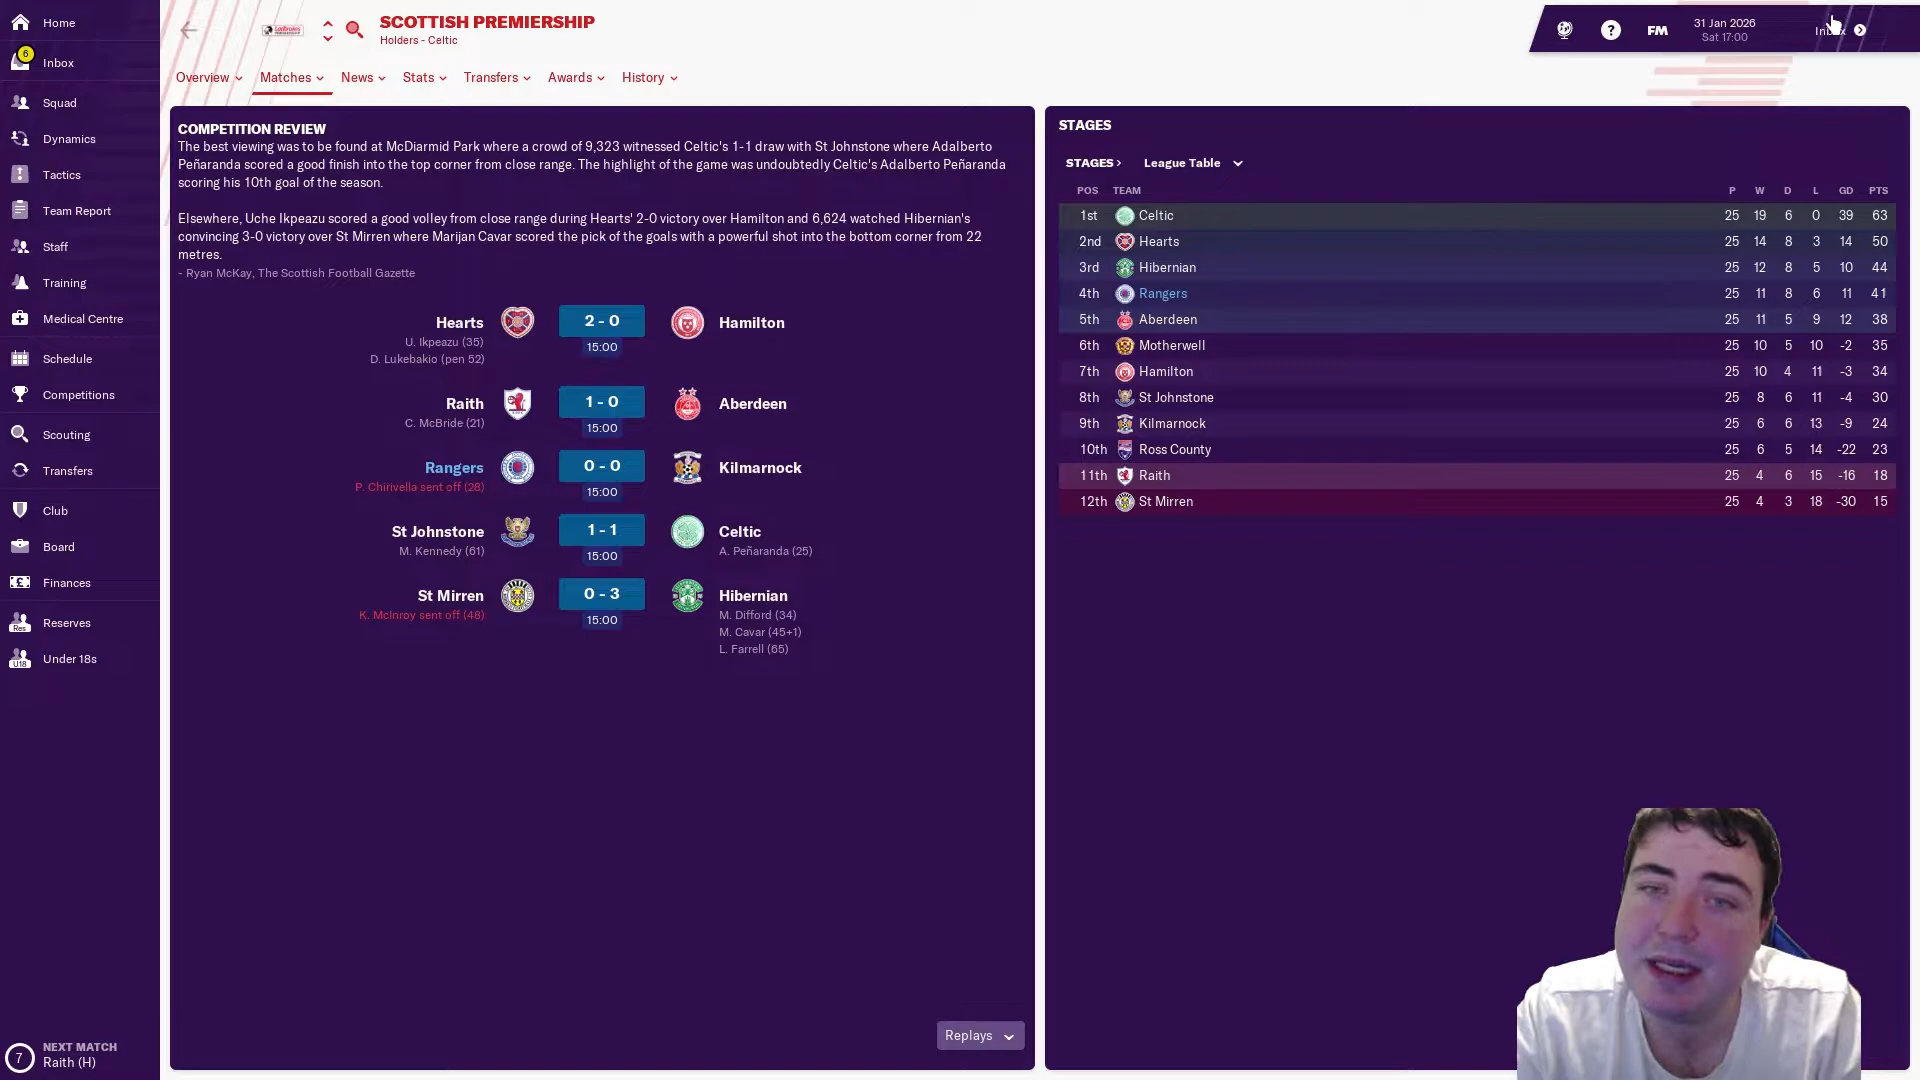 Home
6
Inbox
Squad
Dynamics
Tactics
Team Report
Staff
Training
Medical Centre
Schedule
Competitions
Scouting
Transfers
Club
Board
Finances
Res
Reserves
U18
Under 18s
7
NEXT MATCH
Raith (H)
SCOTTISH PREMIERSHIP
Holders - Celtic
?
FM
31 Jan 2026
Sat 17:00
Overview
Matches
News
Stats
Transfers
Awards
History
COMPETITION REVIEW
The best viewing was to be found at McDiarmid Park where a crowd of 9,323 witnessed Celtic's 1-1 draw with St Johnstone where Adalberto
Peñaranda scored a good finish into the top corner from close range. The highlight of the game was undoubtedly Celtic's Adalberto Peñaranda
scoring his 10th goal of the season.
Elsewhere, Uche Ikpeazu scored a good volley from close range during Hearts' 2-0 victory over Hamilton and 6,624 watched Hibernian's
convincing 3-0 victory over St Mirren where Marijan Cavar scored the pick of the goals with a powerful shot into the bottom corner from 22
metres.
- Ryan McKay, The Scottish Football Gazette
Hearts 2 - 0 Hamilton
U. Ikpeazu (35) 15:00
D. Lukebakio (pen 52)
Raith 1 - 0 Aberdeen
C. McBride (21) 15:00
Rangers 0 - 0 Kilmarnock
P. Chirivella sent off (28) 15:00
St Johnstone 1 - 1 Celtic
M. Kennedy (61) 15:00 A. Peñaranda (25)
St Mirren 0 - 3 Hibernian
K. McInroy sent off (48) 15:00 M. Difford (34)
M. Cavar (45+1)
L. Farrell (65)
Replays
STAGES
STAGES › League Table
POS TEAM P W D L GD PTS
1st Celtic 25 19 6 0 39 63
2nd Hearts 25 14 8 3 14 50
3rd Hibernian 25 12 8 5 10 44
4th Rangers 25 11 8 6 11 41
5th Aberdeen 25 11 5 9 12 38
6th Motherwell 25 10 5 10 -2 35
7th Hamilton 25 10 4 11 -3 34
8th St Johnstone 25 8 6 11 -4 30
9th Kilmarnock 25 6 6 13 -9 24
10th Ross County 25 6 5 14 -22 23
11th Raith 25 4 6 15 -16 18
12th St Mirren 25 4 3 18 -30 15